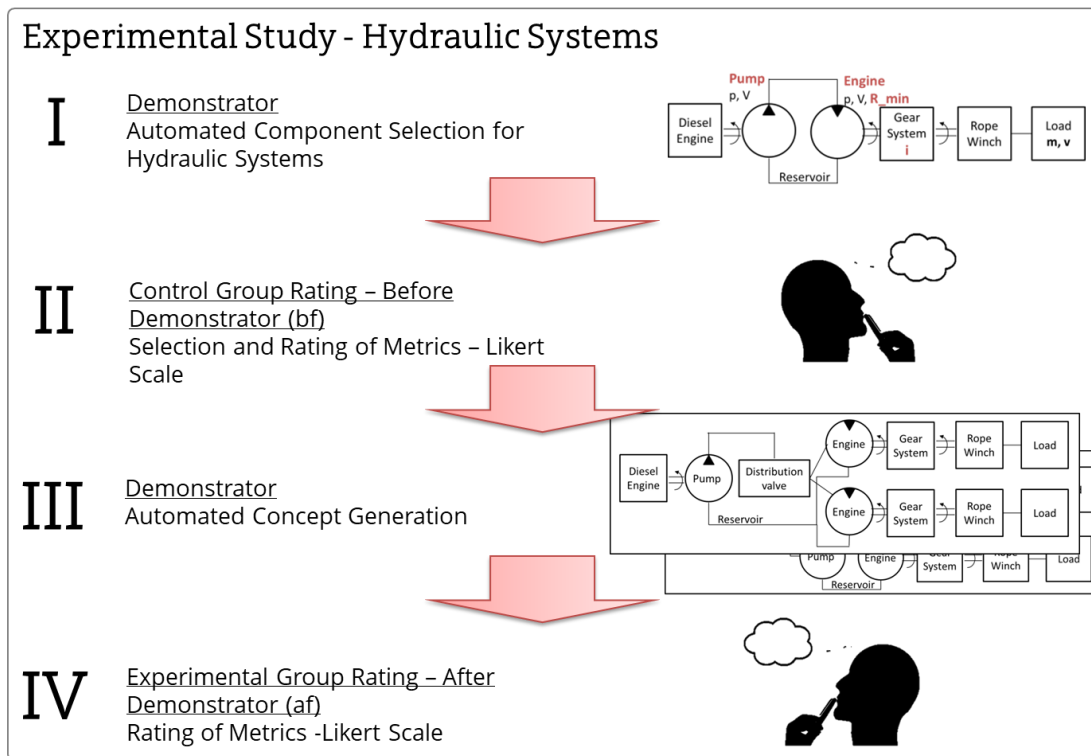 Experimental Study - Hydraulic Systems
I
Demonstrator
Automated Component Selection for
Hydraulic Systems
Pump
p, V
Engine
p, V, R_min
Diesel
Engine
Gear
System
i
Rope
Winch
Load
m, v
Reservoir
II
Control Group Rating – Before
Demonstrator (bf)
Selection and Rating of Metrics – Likert
Scale
III
Demonstrator
Automated Concept Generation
Diesel
Engine
Pump
Distribution
valve
Reservoir
Engine
Gear
System
Rope
Winch
Load
Engine
Gear
System
Rope
Winch
Load
Pump
Engine
Gear
System
Rope
Winch
Load
Reservoir
IV
Experimental Group Rating – After
Demonstrator (af)
Rating of Metrics -Likert Scale